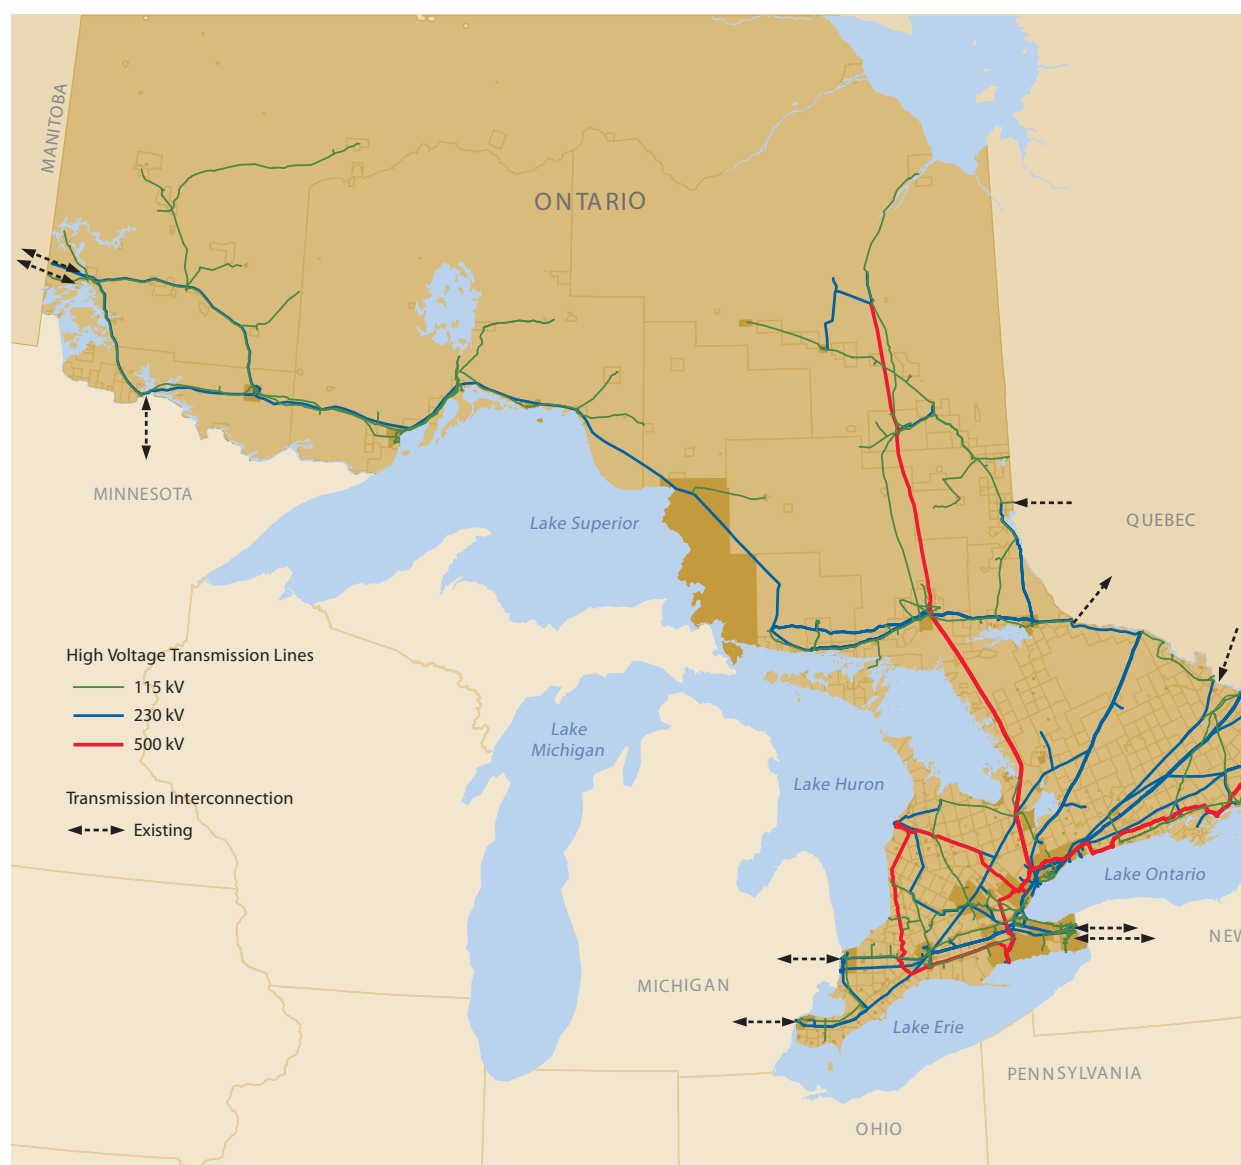 MANITOBA
ONTARIO
MINNESOTA
Lake Superior
QUEBEC
High Voltage Transmission Lines
115 kV
230 kV
500 kV
Lake
Michigan
Lake Huron
Transmission Interconnection
Existing
Lake Ontario
NEW
MICHIGAN
Lake Erie
PENNSYLVANIA
OHIO